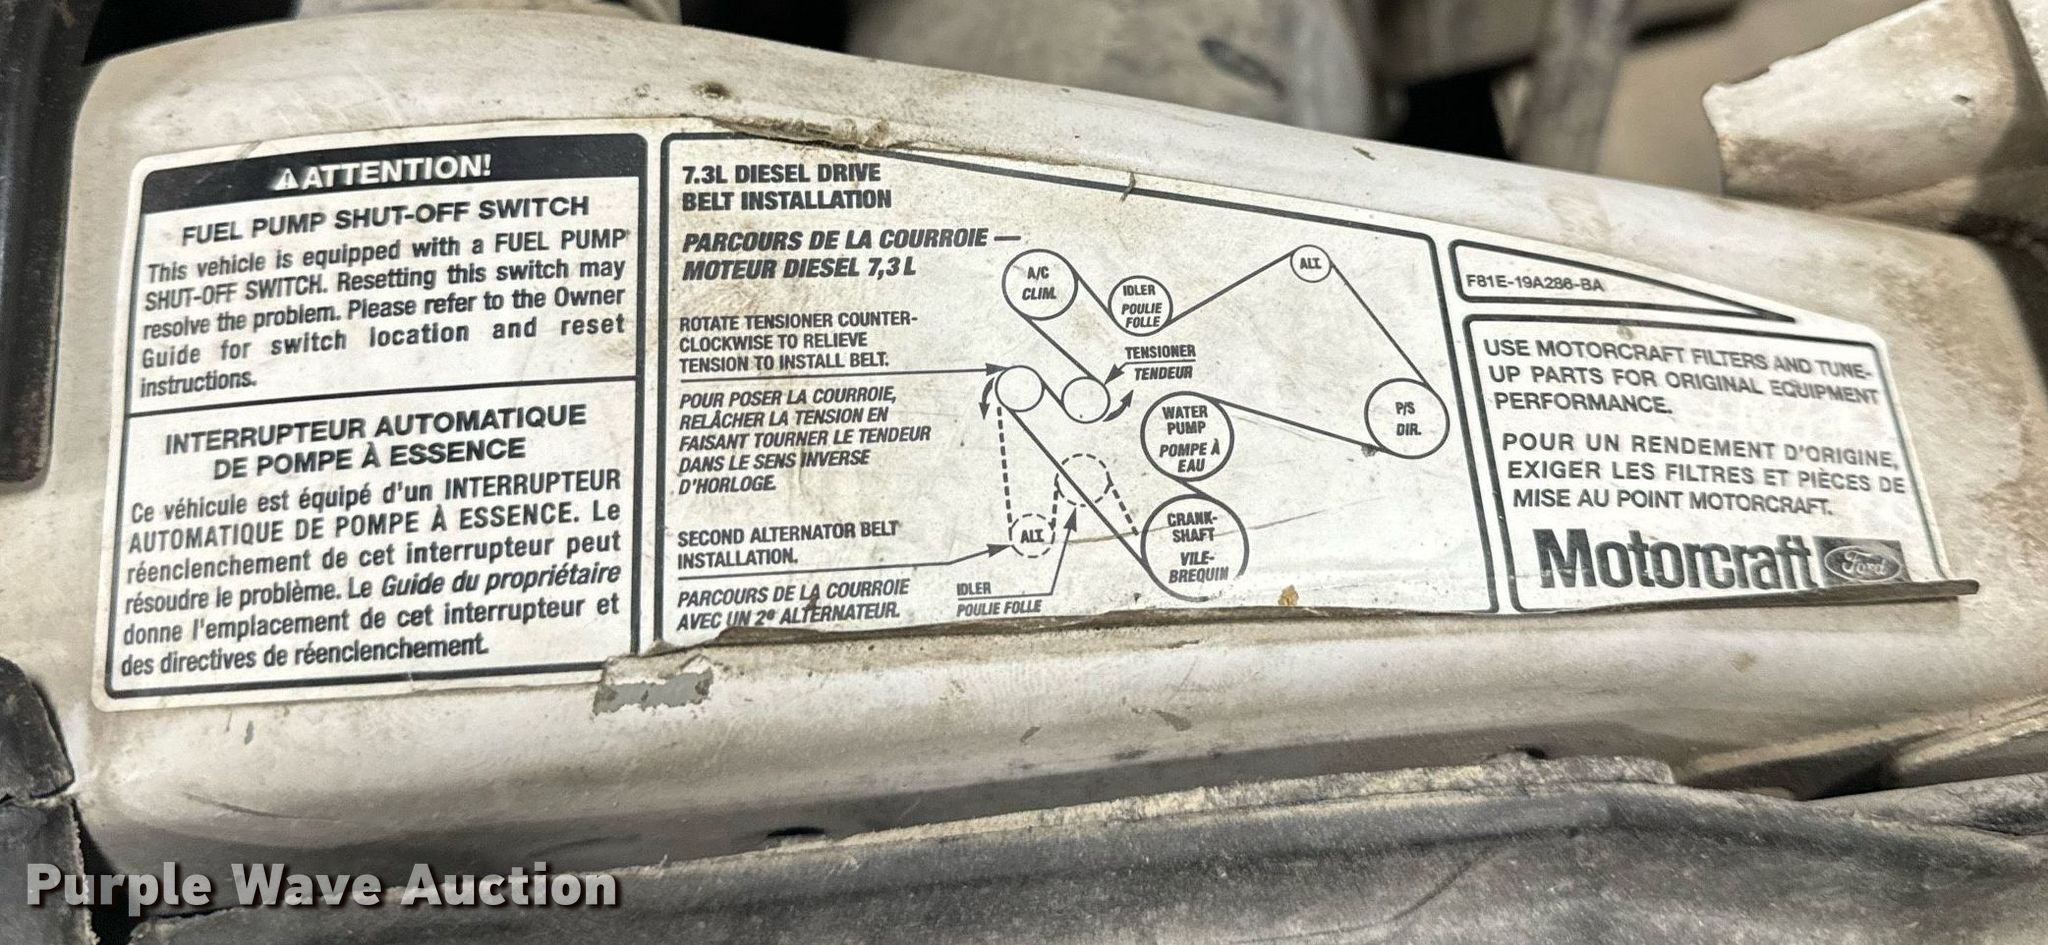 ATTENTION!
FUEL PUMP SHUT-OFF SWITCH
This vehicle is equipped with a FUEL PUMP
SHUT-OFF SWITCH. Resetting this switch may
resolve the problem. Please refer to the Owner
Guide for switch location and reset
instructions.
INTERRUPTEUR AUTOMATIQUE
DE POMPE À ESSENCE
Ce véhicule est équipé d'un INTERRUPTEUR
AUTOMATIQUE DE POMPE À ESSENCE. Le
réenclenchement de cet interrupteur peut
résoudre le problème. Le Guide du propriétaire
donne l'emplacement de cet interrupteur et
des directives de réenclenchement.
7.3L DIESEL DRIVE
BELT INSTALLATION
PARCOURS DE LA COURROIE —
MOTEUR DIESEL 7,3 L
ROTATE TENSIONER COUNTER-
CLOCKWISE TO RELIEVE
TENSION TO INSTALL BELT.
POUR POSER LA COURROIE,
RELÂCHER LA TENSION EN
FAISANT TOURNER LE TENDEUR
DANS LE SENS INVERSE
D'HORLOGE.
SECOND ALTERNATOR BELT
INSTALLATION.
PARCOURS DE LA COURROIE
AVEC UN 2e ALTERNATEUR.
A/C
CLIM.
IDLER
POULIE
FOLLE
ALT.
TENSIONER
TENDEUR
WATER
PUMP
POMPE À
EAU
P/S
DIR.
CRANK-
SHAFT
VILE-
BREQUIN
ALT.
IDLER
POULIE FOLLE
F81E-19A286-BA
USE MOTORCRAFT FILTERS AND TUNE-
UP PARTS FOR ORIGINAL EQUIPMENT
PERFORMANCE.
POUR UN RENDEMENT D'ORIGINE,
EXIGER LES FILTRES ET PIÈCES DE
MISE AU POINT MOTORCRAFT.
Motorcraft Ford
Purple Wave Auction